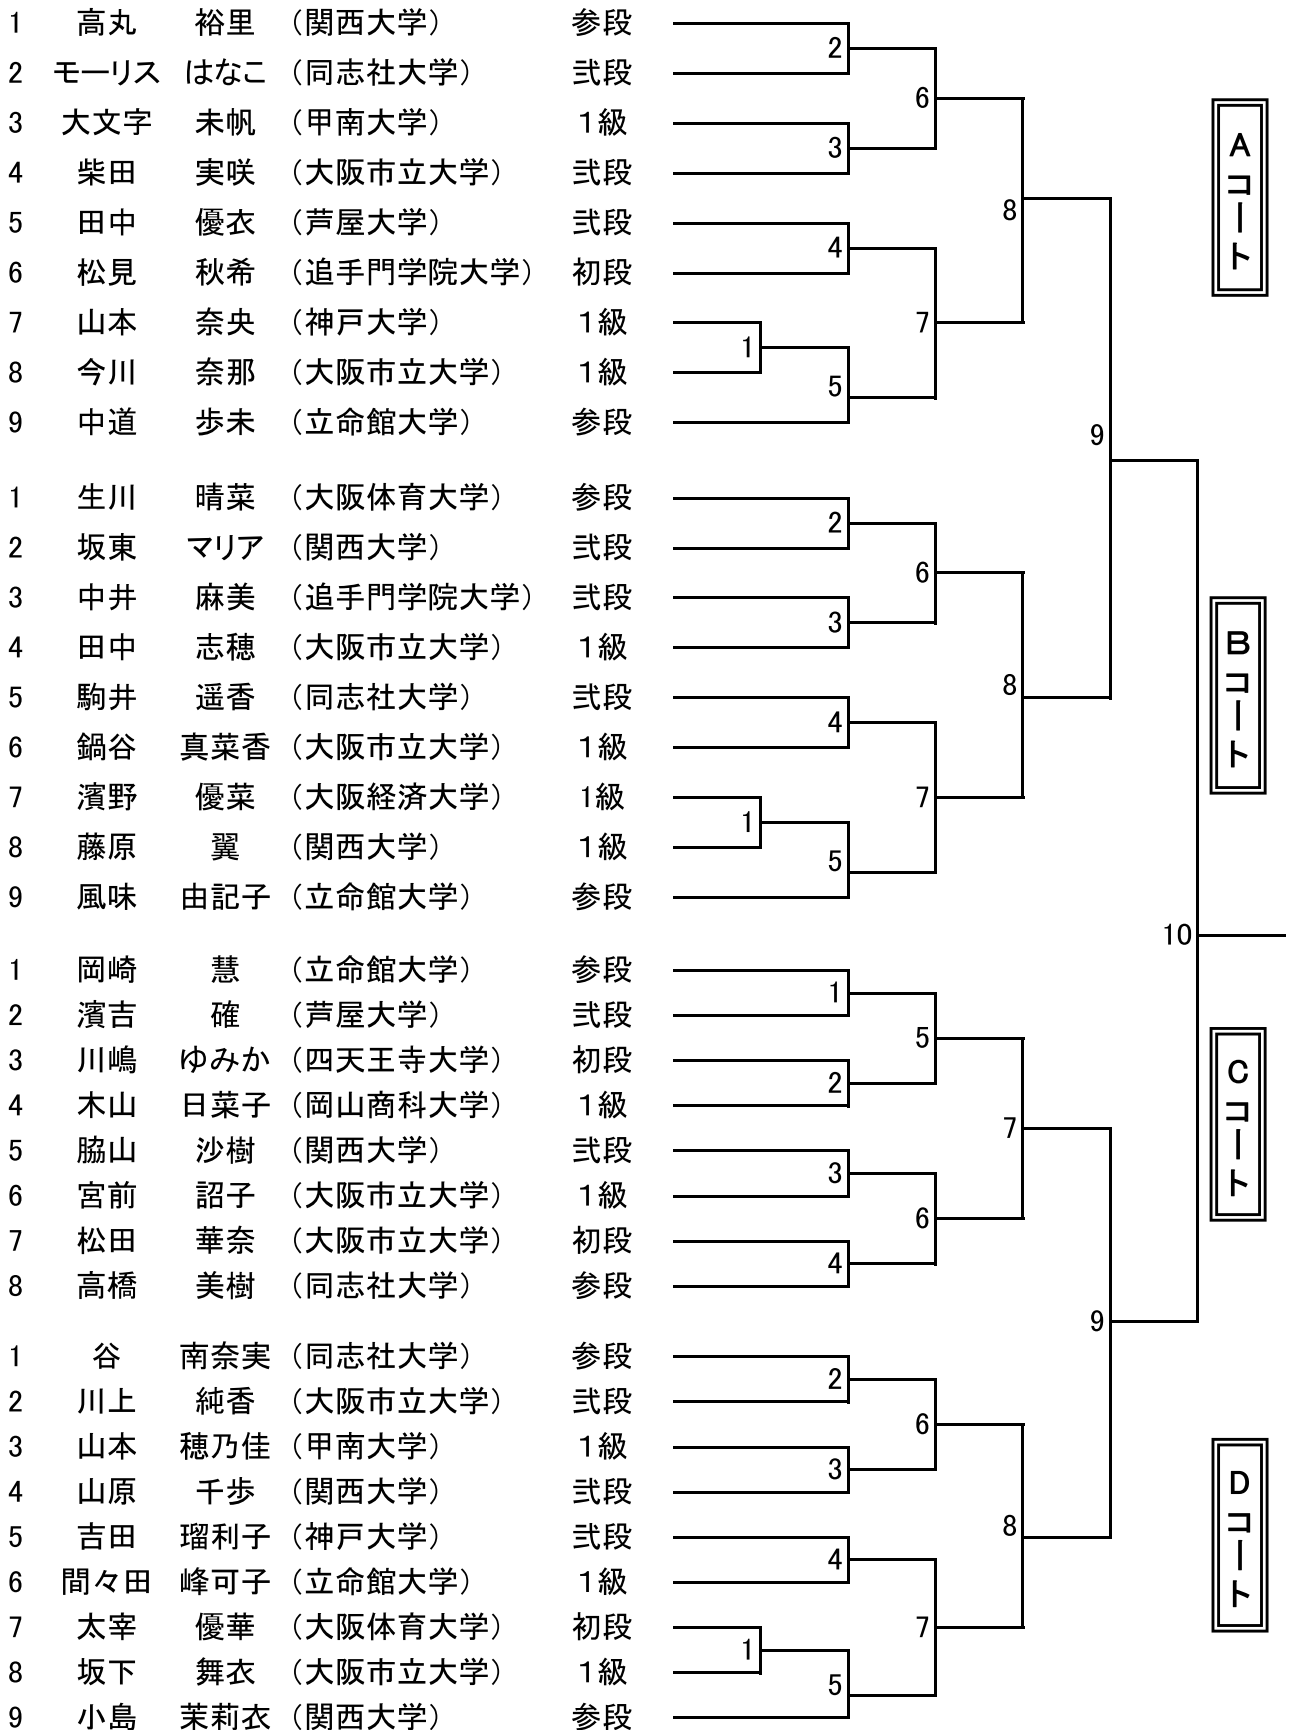 1 高丸 裕里 （関西大学） 参段
2 モーリス はなこ （同志社大学） 弐段
3 大文字 未帆 （甲南大学） 1級
4 柴田 実咲 （大阪市立大学） 弐段
5 田中 優衣 （芦屋大学） 弐段
6 松見 秋希 （追手門学院大学） 初段
7 山本 奈央 （神戸大学） 1級
8 今川 奈那 （大阪市立大学） 1級
9 中道 歩未 （立命館大学） 参段
2
6
3
8
4
7
1
5
Aコート
9
1 生川 晴菜 （大阪体育大学） 参段
2 坂東 マリア （関西大学） 弐段
3 中井 麻美 （追手門学院大学） 弐段
4 田中 志穂 （大阪市立大学） 1級
5 駒井 遥香 （同志社大学） 弐段
6 鍋谷 真菜香 （大阪市立大学） 1級
7 濱野 優菜 （大阪経済大学） 1級
8 藤原 翼 （関西大学） 1級
9 風味 由記子 （立命館大学） 参段
2
6
3
8
4
7
1
5
Bコート
10
1 岡崎 慧 （立命館大学） 参段
2 濱吉 確 （芦屋大学） 弐段
3 川嶋 ゆみか （四天王寺大学） 初段
4 木山 日菜子 （岡山商科大学） 1級
5 脇山 沙樹 （関西大学） 弐段
6 宮前 詔子 （大阪市立大学） 1級
7 松田 華奈 （大阪市立大学） 初段
8 高橋 美樹 （同志社大学） 参段
1
5
2
7
3
6
4
Cコート
9
1 谷 南奈実 （同志社大学） 参段
2 川上 純香 （大阪市立大学） 弐段
3 山本 穂乃佳 （甲南大学） 1級
4 山原 千歩 （関西大学） 弐段
5 吉田 瑠利子 （神戸大学） 弐段
6 間々田 峰可子 （立命館大学） 1級
7 太宰 優華 （大阪体育大学） 初段
8 坂下 舞衣 （大阪市立大学） 1級
9 小島 茉莉衣 （関西大学） 参段
2
6
3
8
4
7
1
5
Dコート